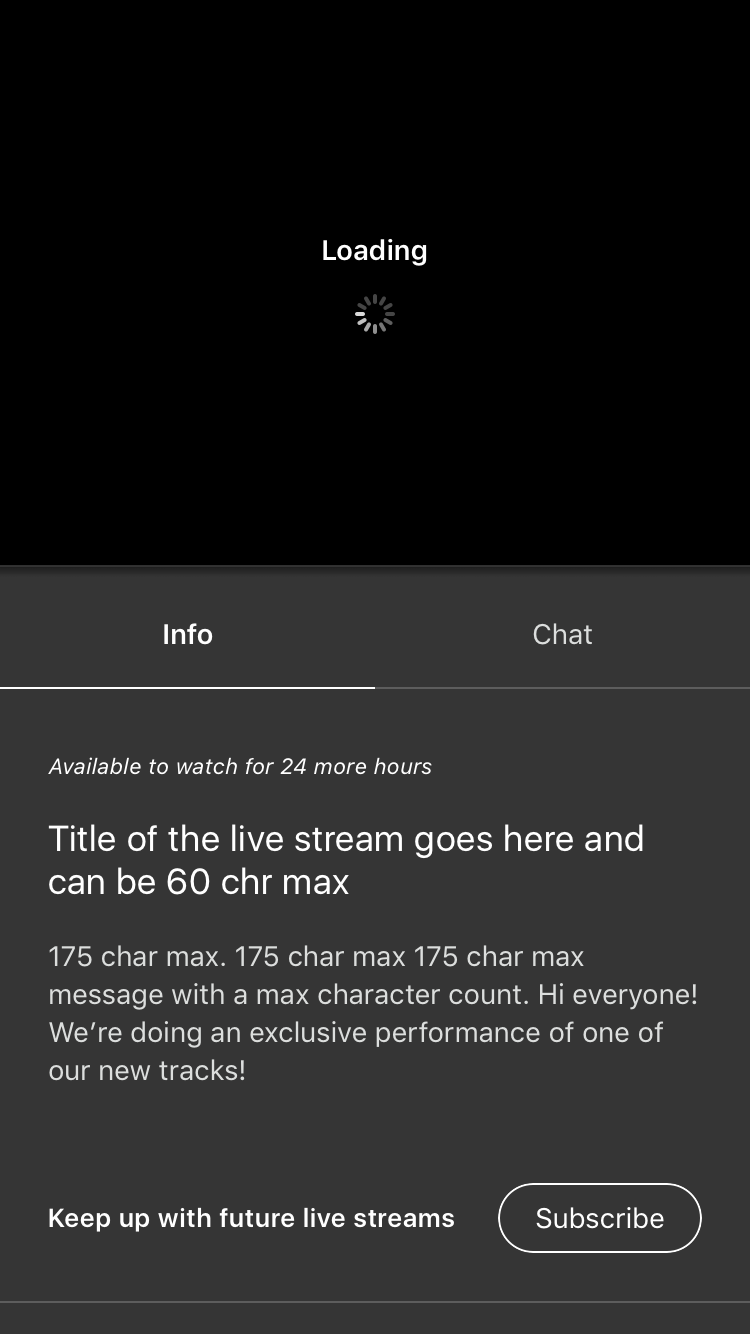 Loading
Info
Chat
Available to watch for 24 more hours
Title of the live stream goes here and
can be 60 chr max
175 char max. 175 char max 175 char max
message with a max character count. Hi everyone!
We’re doing an exclusive performance of one of
our new tracks!
Keep up with future live streams
Subscribe